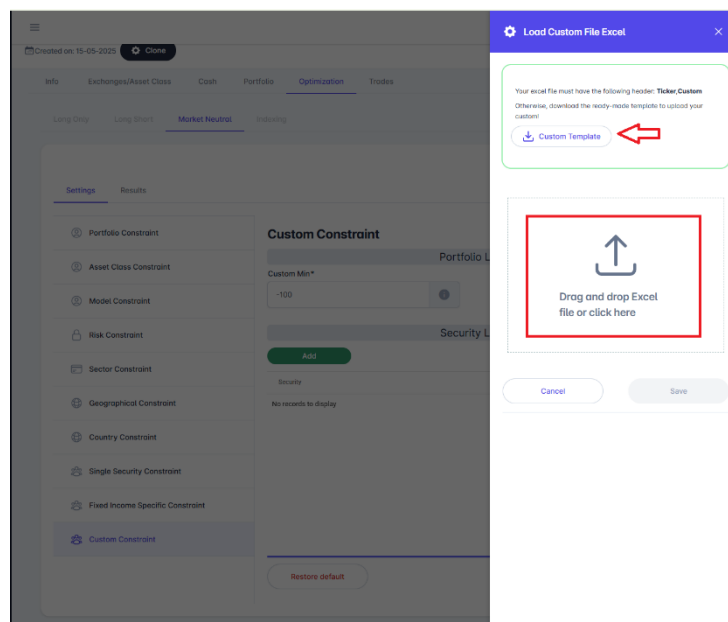 Created on: 15-05-2025
Clone
Info Exchanges/Asset Class Cash Portfolio Optimization Trades
Long Only Long Short Market Neutral
Settings Results
Portfolio Constraint
Asset Class Constraint
Model Constraint
Risk Constraint
Sector Constraint
Geographical Constraint
Country Constraint
Single Security Constraint
Fixed Income Specific Constraint
Custom Constraint
Custom Constraint
Portfolio L
Custom Min*
-100
Security L
Add
Security
No records to display
Restore default
Load Custom File Excel
Your excel file must have the following header: Ticker,Custom
Otherwise, download the ready-made template to upload your
custom!
Custom Template
Drag and drop Excel
file or click here
Cancel Save